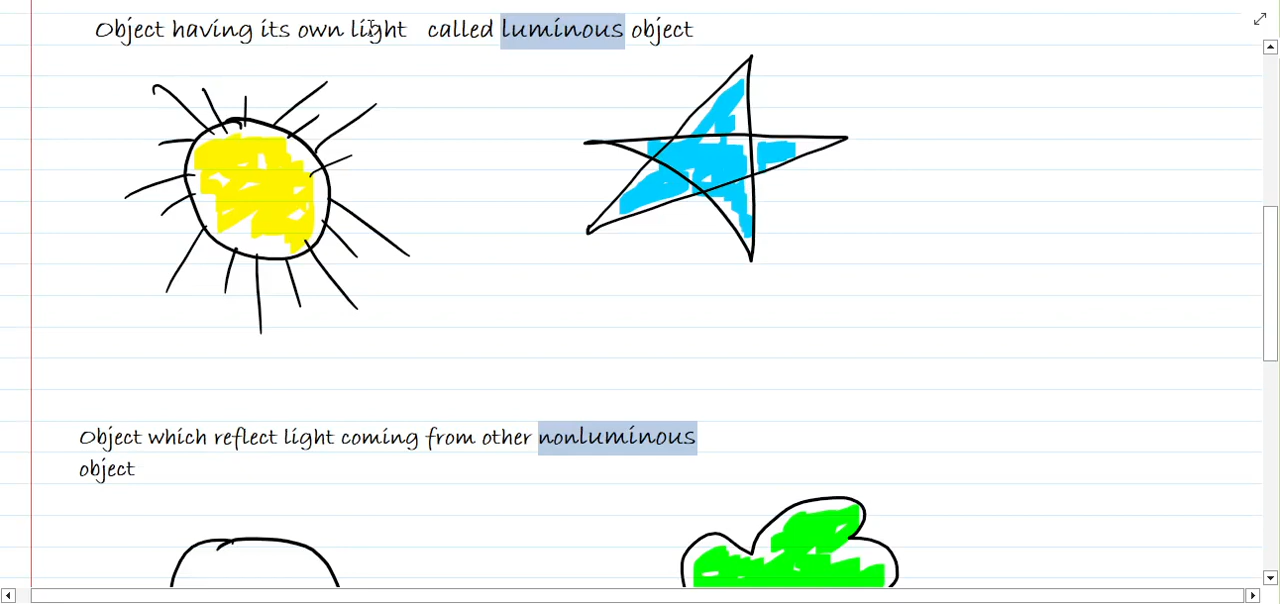 Object having its own light called luminous object
Object which reflect light coming from other nonluminous
object